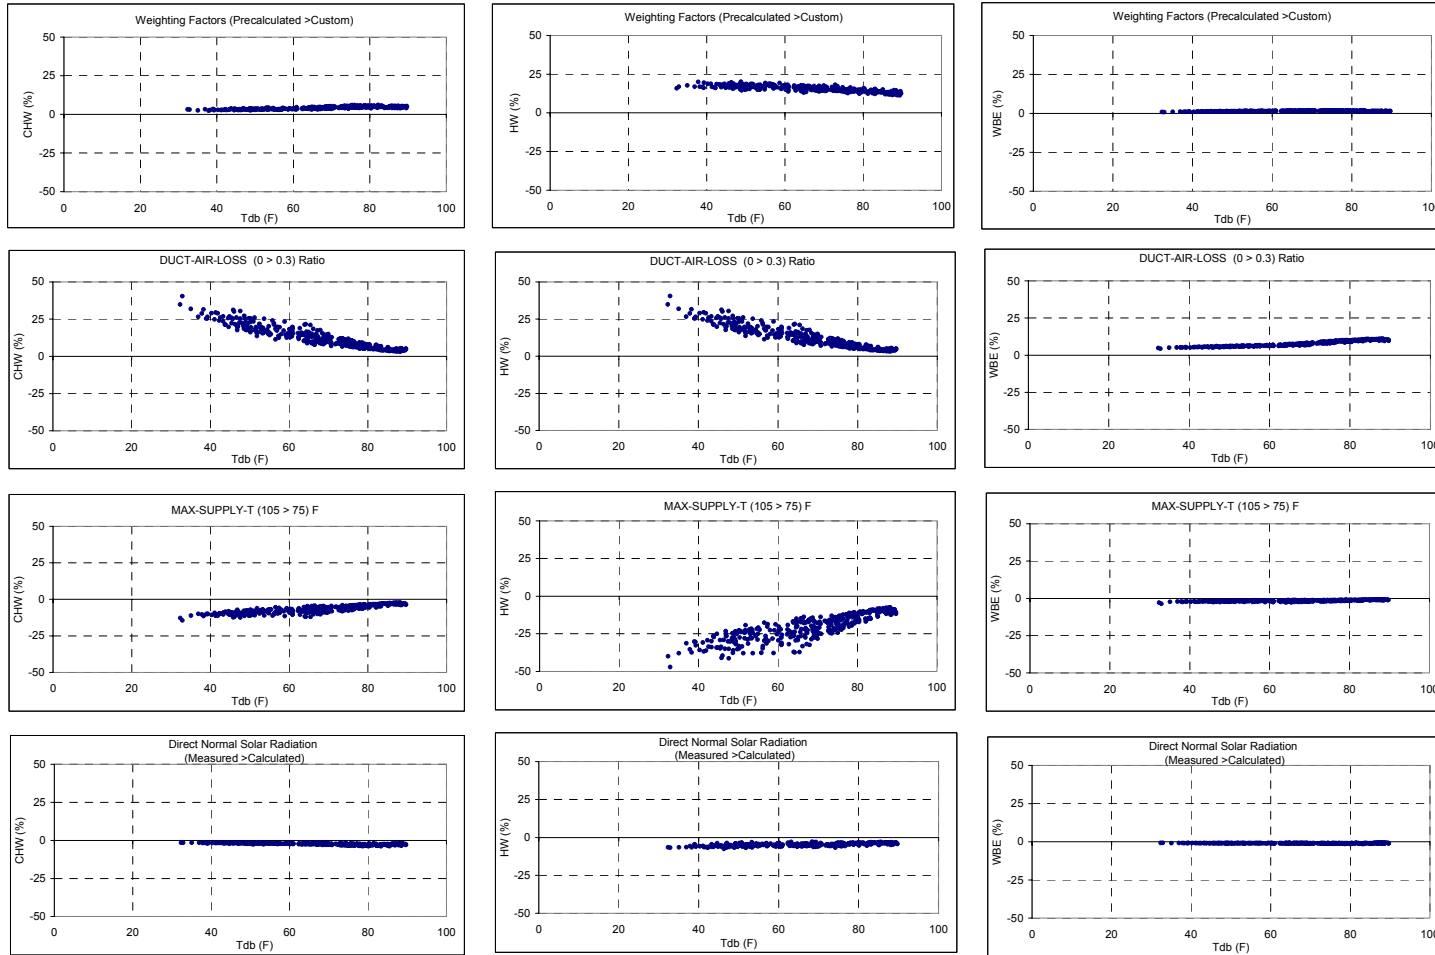 Weighting Factors (Precalculated >Custom)
50
25
0
-25
-50
CHW (%)
0 20 40 60 80 100
Tdb (F)
Weighting Factors (Precalculated >Custom)
50
25
0
-25
-50
HW (%)
0 20 40 60 80 100
Tdb (F)
Weighting Factors (Precalculated >Custom)
50
25
0
-25
-50
WBE (%)
0 20 40 60 80 100
Tdb (F)
DUCT-AIR-LOSS (0 > 0.3) Ratio
50
25
0
-25
-50
CHW (%)
0 20 40 60 80 100
Tdb (F)
DUCT-AIR-LOSS (0 > 0.3) Ratio
50
25
0
-25
-50
HW (%)
0 20 40 60 80 100
Tdb (F)
DUCT-AIR-LOSS (0 > 0.3) Ratio
50
25
0
-25
-50
WBE (%)
0 20 40 60 80 100
Tdb (F)
MAX-SUPPLY-T (105 > 75) F
50
25
0
-25
-50
CHW (%)
0 20 40 60 80 100
Tdb (F)
MAX-SUPPLY-T (105 > 75) F
50
25
0
-25
-50
HW (%)
0 20 40 60 80 100
Tdb (F)
MAX-SUPPLY-T (105 > 75) F
50
25
0
-25
-50
WBE (%)
0 20 40 60 80 100
Tdb (F)
Direct Normal Solar Radiation
(Measured >Calculated)
50
25
0
-25
-50
CHW (%)
0 20 40 60 80 100
Tdb (F)
Direct Normal Solar Radiation
(Measured >Calculated)
50
25
0
-25
-50
HW (%)
0 20 40 60 80 100
Tdb (F)
Direct Normal Solar Radiation
(Measured >Calculated)
50
25
0
-25
-50
WBE (%)
0 20 40 60 80 100
Tdb (F)